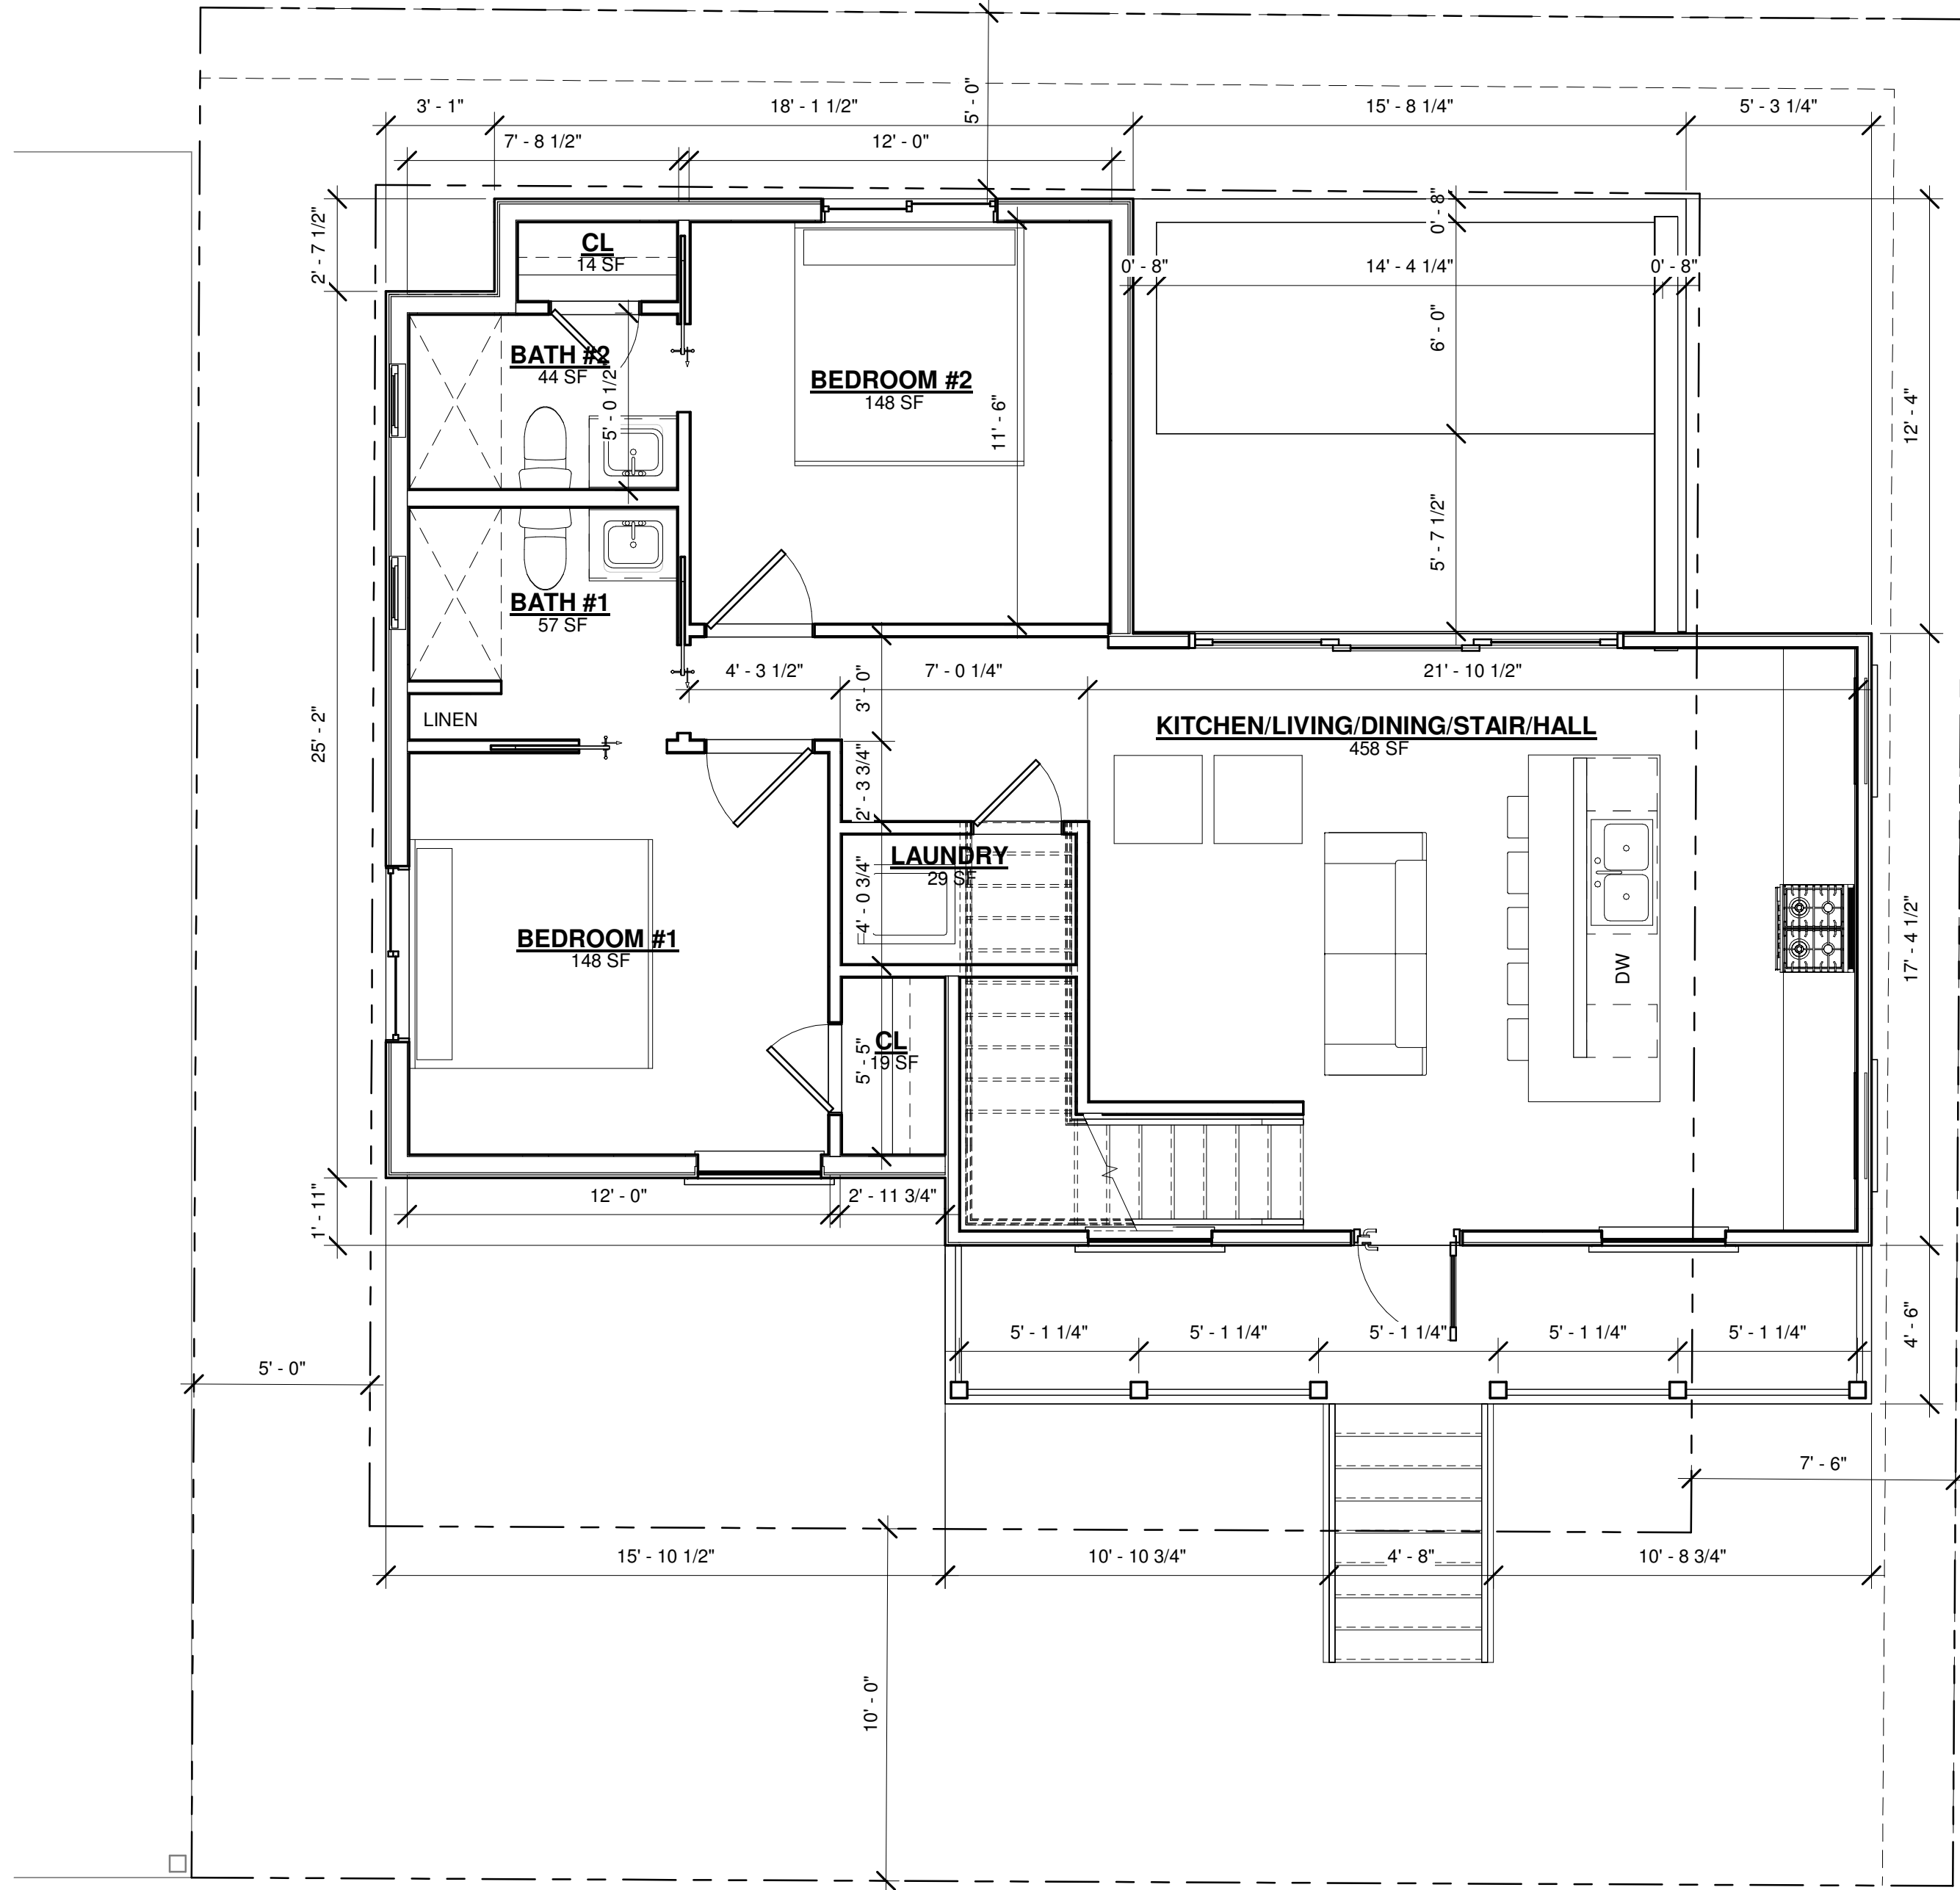 5' - 0"
3' - 1"
18' - 1 1/2"
15' - 8 1/4"
5' - 3 1/4"
7' - 8 1/2"
12' - 0"
2' - 7 1/2"
0' - 8"
CL
14 SF
0' - 8"
14' - 4 1/4"
0' - 8"
6' - 0"
BATH #2
44 SF
5' - 0 1/2"
BEDROOM #2
148 SF
11' - 6"
12' - 4"
5' - 7 1/2"
BATH #1
57 SF
4' - 3 1/2"
3' - 0"
7' - 0 1/4"
21' - 10 1/2"
LINEN
25' - 2"
KITCHEN/LIVING/DINING/STAIR/HALL
458 SF
2' - 3 3/4"
LAUNDRY
29 SF
4' - 0 3/4"
BEDROOM #1
148 SF
DW
17' - 4 1/2"
CL
19 SF
5' - 5"
12' - 0"
2' - 11 3/4"
1' - 11"
5' - 1 1/4"
5' - 1 1/4"
5' - 1 1/4"
5' - 1 1/4"
5' - 1 1/4"
4' - 6"
5' - 0"
7' - 6"
15' - 10 1/2"
10' - 10 3/4"
4' - 8"
10' - 8 3/4"
10' - 0"